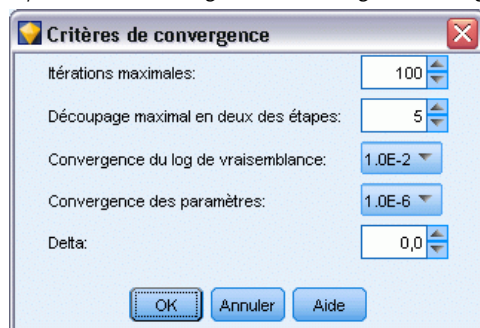 Critères de convergence
Itérations maximales: 100
Découpage maximal en deux des étapes: 5
Convergence du log de vraisemblance: 1.0E-2
Convergence des paramètres: 1.0E-6
Delta: 0,0
OK Annuler Aide